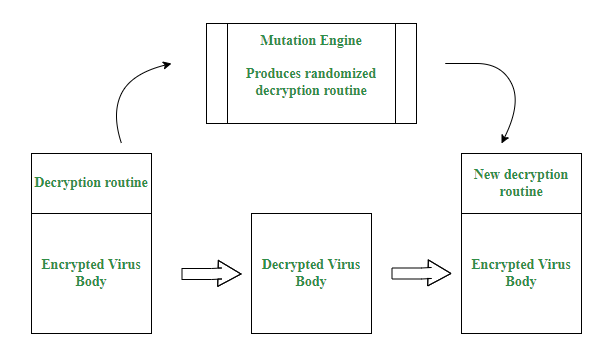 Mutation Engine
Produces randomized
decryption routine
Decryption routine
Encrypted Virus
Body
Decrypted Virus
Body
New decryption
routine
Encrypted Virus
Body